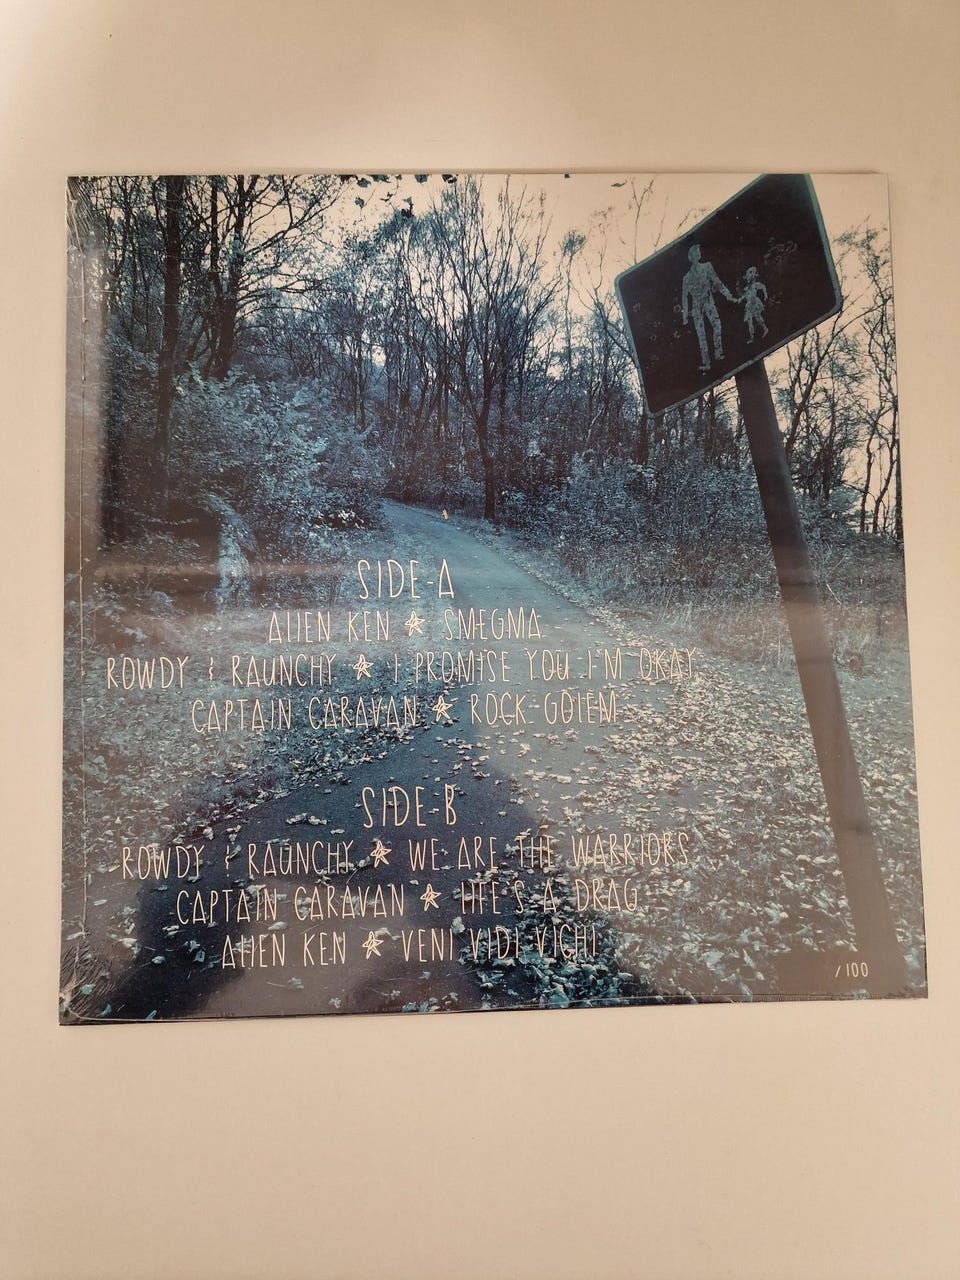 SIDE-A
ALIEN KEN ★ SMEGMA
ROWDY & RAUNCHY ★ I PROMISE YOU I'M OKAY
CAPTAIN CARAVAN ★ ROCK GOLEM
SIDE-B
ROWDY & RAUNCHY ★ WE ARE THE WARRIORS
CAPTAIN CARAVAN ★ LIFE'S A DRAG
ALIEN KEN ★ VENI VIDI VICHI
/100